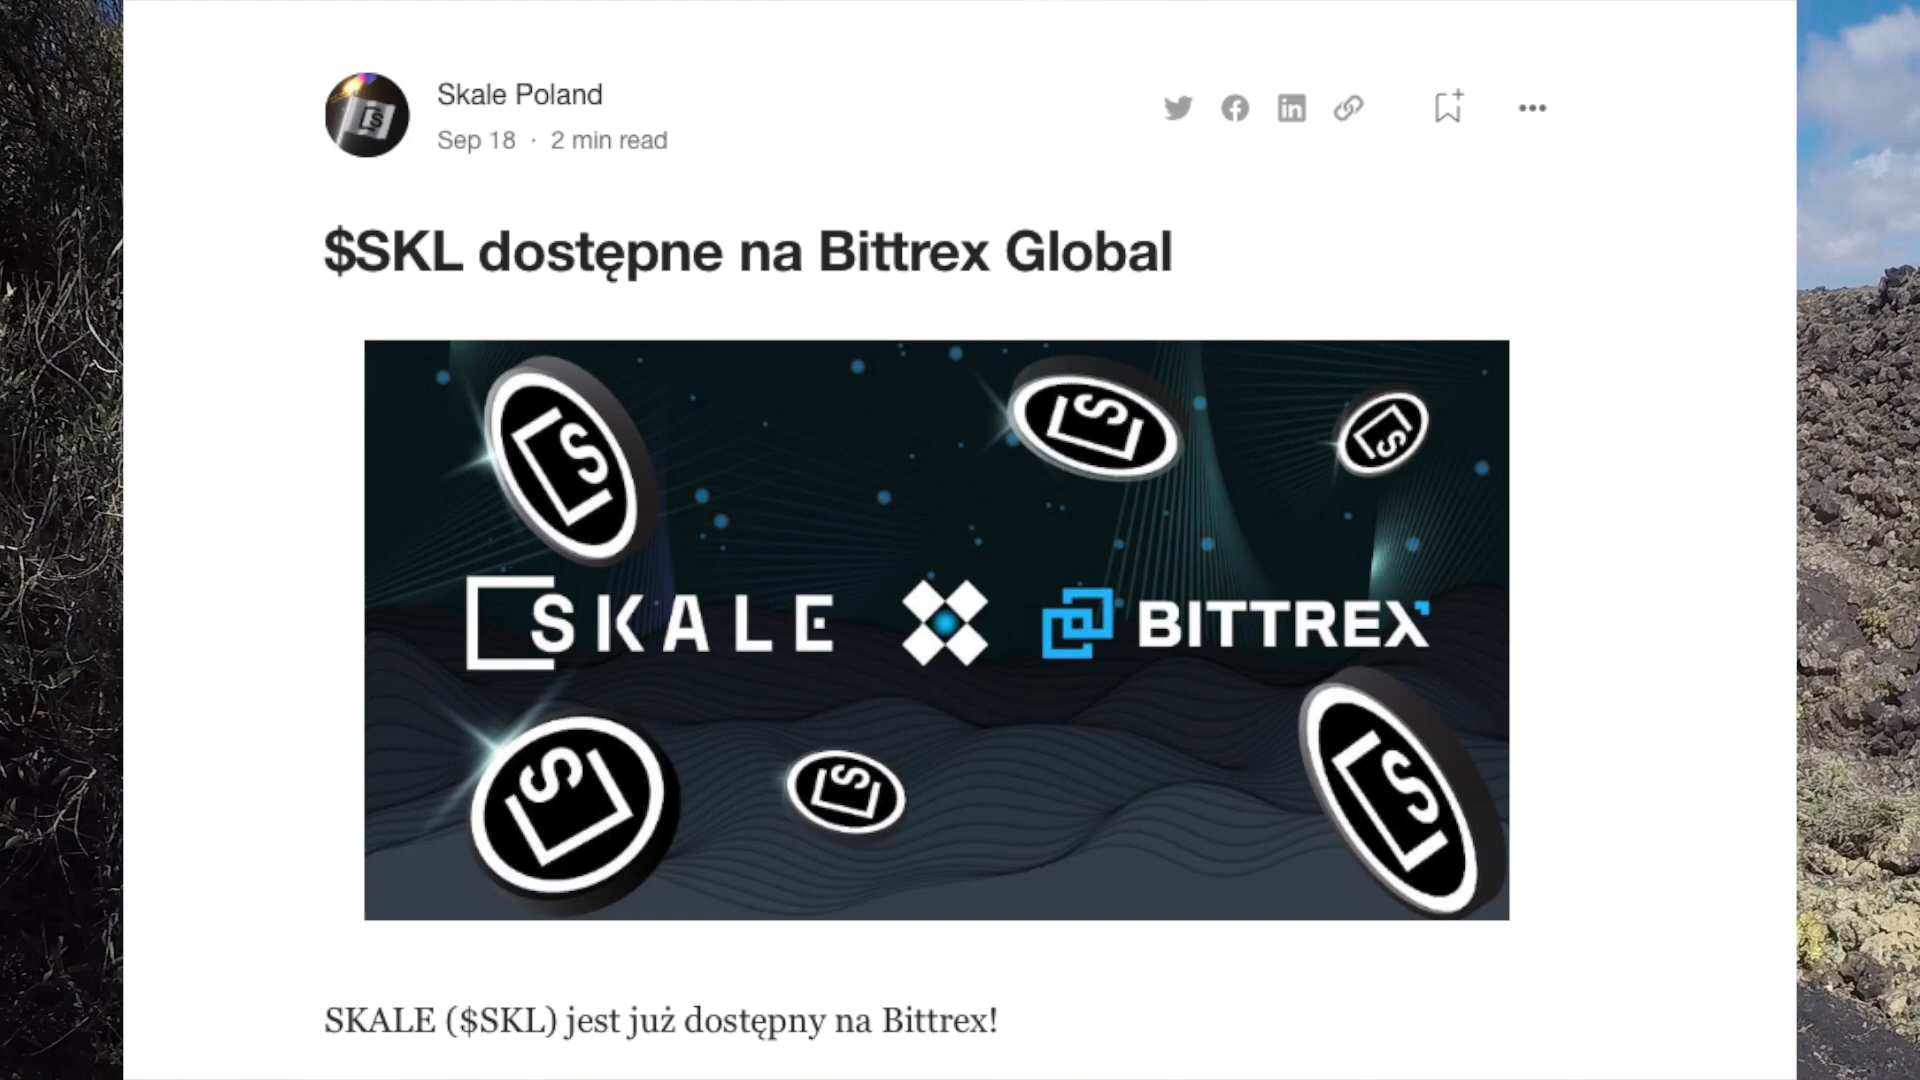 Skale Poland
Sep 18 · 2 min read
$SKL dostępne na Bittrex Global
SKALE BITTREX
SKALE ($SKL) jest już dostępny na Bittrex!